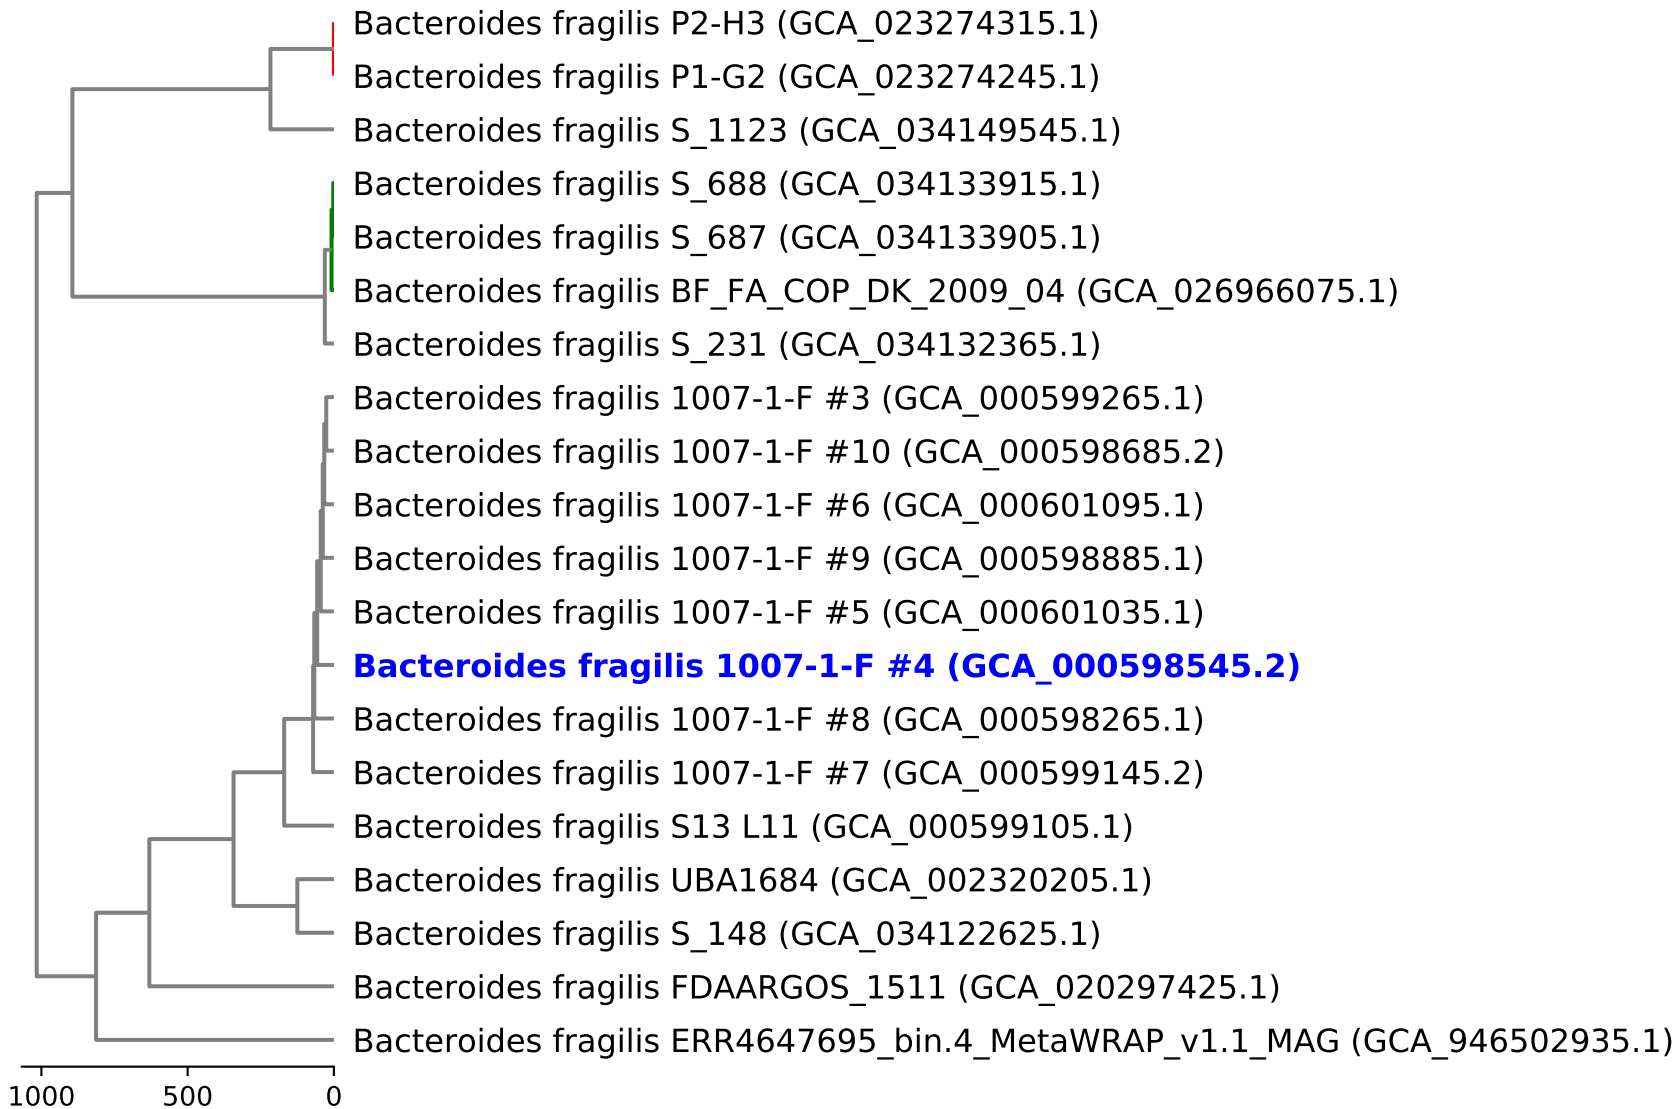 Bacteroides fragilis P2-H3 (GCA_023274315.1)
Bacteroides fragilis P1-G2 (GCA_023274245.1)
Bacteroides fragilis S_1123 (GCA_034149545.1)
Bacteroides fragilis S_688 (GCA_034133915.1)
Bacteroides fragilis S_687 (GCA_034133905.1)
Bacteroides fragilis BF_FA_COP_DK_2009_04 (GCA_026966075.1)
Bacteroides fragilis S_231 (GCA_034132365.1)
Bacteroides fragilis 1007-1-F #3 (GCA_000599265.1)
Bacteroides fragilis 1007-1-F #10 (GCA_000598685.2)
Bacteroides fragilis 1007-1-F #6 (GCA_000601095.1)
Bacteroides fragilis 1007-1-F #9 (GCA_000598885.1)
Bacteroides fragilis 1007-1-F #5 (GCA_000601035.1)
Bacteroides fragilis 1007-1-F #4 (GCA_000598545.2)
Bacteroides fragilis 1007-1-F #8 (GCA_000598265.1)
Bacteroides fragilis 1007-1-F #7 (GCA_000599145.2)
Bacteroides fragilis S13 L11 (GCA_000599105.1)
Bacteroides fragilis UBA1684 (GCA_002320205.1)
Bacteroides fragilis S_148 (GCA_034122625.1)
Bacteroides fragilis FDAARGOS_1511 (GCA_020297425.1)
Bacteroides fragilis ERR4647695_bin.4_MetaWRAP_v1.1_MAG (GCA_946502935.1)
1000 500 0